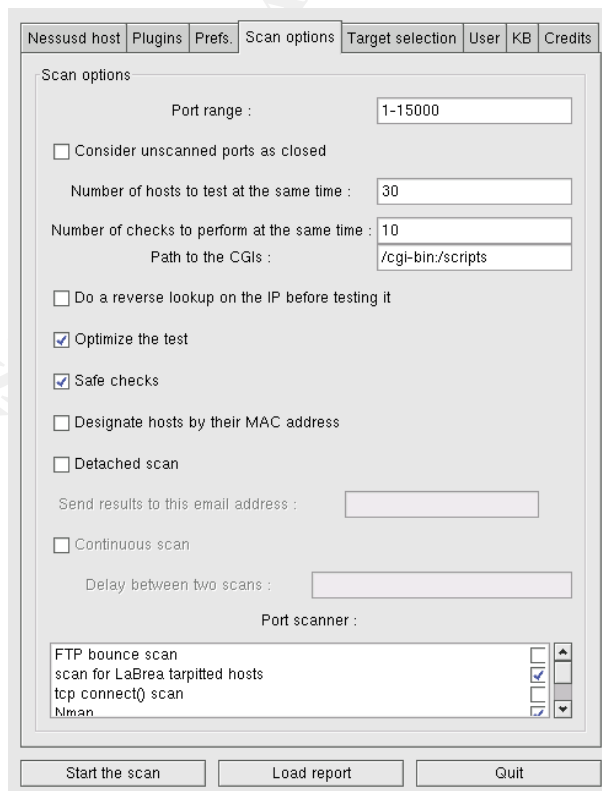 Nessusd host Plugins Prefs. Scan options Target selection User KB Credits
Scan options
Port range : 1-15000
Consider unscanned ports as closed
Number of hosts to test at the same time : 30
Number of checks to perform at the same time : 10
Path to the CGIs : /cgi-bin:/scripts
Do a reverse lookup on the IP before testing it
Optimize the test
Safe checks
Designate hosts by their MAC address
Detached scan
Send results to this email address :
Continuous scan
Delay between two scans :
Port scanner :
FTP bounce scan
scan for LaBrea tarpitted hosts
tcp connect() scan
Nmap
Start the scan Load report Quit